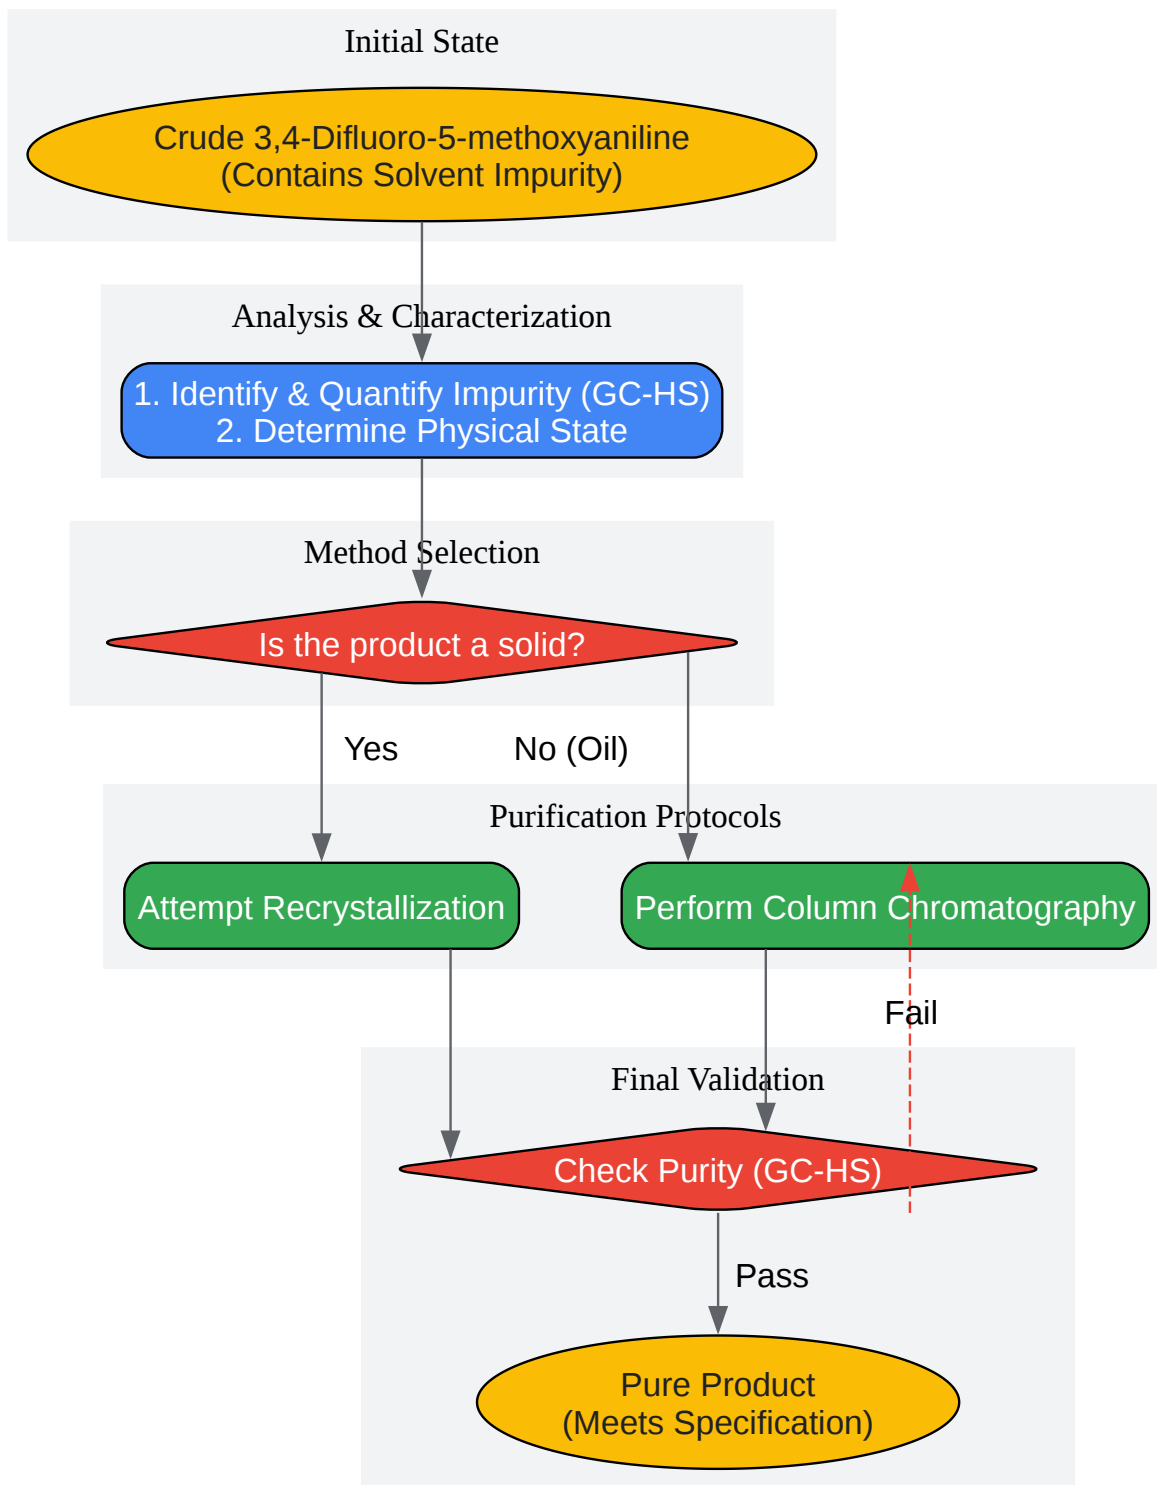 Initial State
Crude 3,4-Difluoro-5-methoxyaniline
(Contains Solvent Impurity)
Analysis & Characterization
1. Identify & Quantify Impurity (GC-HS)
2. Determine Physical State
Method Selection
Is the product a solid?
Yes
No (Oil)
Purification Protocols
Attempt Recrystallization
Perform Column Chromatography
Fail
Final Validation
Check Purity (GC-HS)
Pass
Pure Product
(Meets Specification)